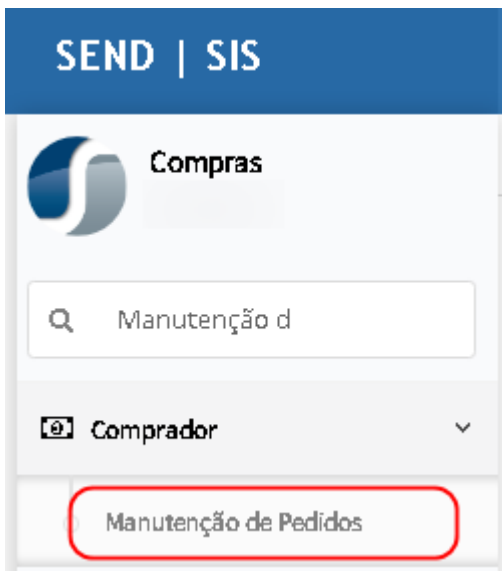 SEND | SIS
Compras
Manutenção d
Comprador
Manutenção de Pedidos